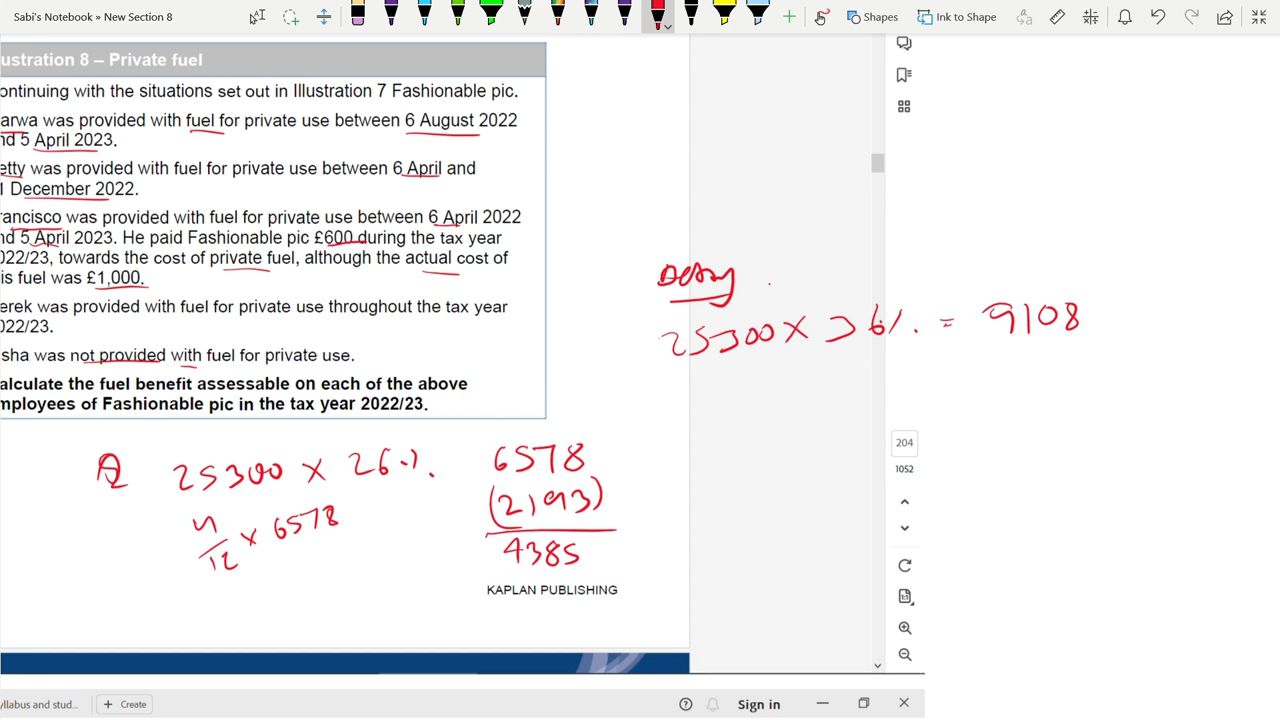 Sabi's Notebook » New Section 8
Shapes
Ink to Shape
ustration 8 – Private fuel
ontinuing with the situations set out in Illustration 7 Fashionable pic.
arwa was provided with fuel for private use between 6 August 2022
nd 5 April 2023.
etty was provided with fuel for private use between 6 April and
1 December 2022.
rancisco was provided with fuel for private use between 6 April 2022
nd 5 April 2023. He paid Fashionable pic £600 during the tax year
022/23, towards the cost of private fuel, although the actual cost of
is fuel was £1,000.
erek was provided with fuel for private use throughout the tax year
022/23.
sha was not provided with fuel for private use.
alculate the fuel benefit assessable on each of the above
mployees of Fashionable pic in the tax year 2022/23.
25300 x 36%. = 9108
25300 x 26%. 6578
4/12 x 6578 (2193)
4385
KAPLAN PUBLISHING
204
1052
yllabus and stud...
+ Create
Sign in